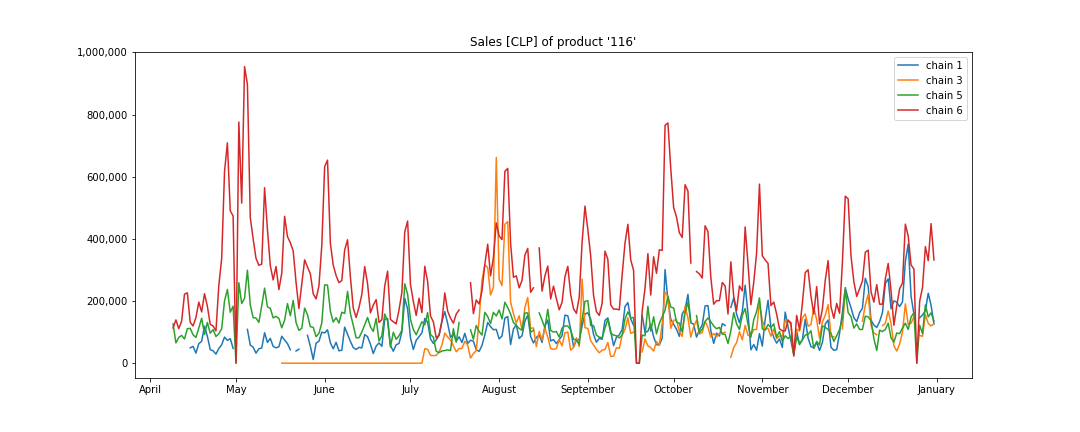 Sales [CLP] of product '116'
1,000,000
800,000
600,000
400,000
200,000
0
chain 1
chain 3
chain 5
chain 6
April May June July August September October November December January